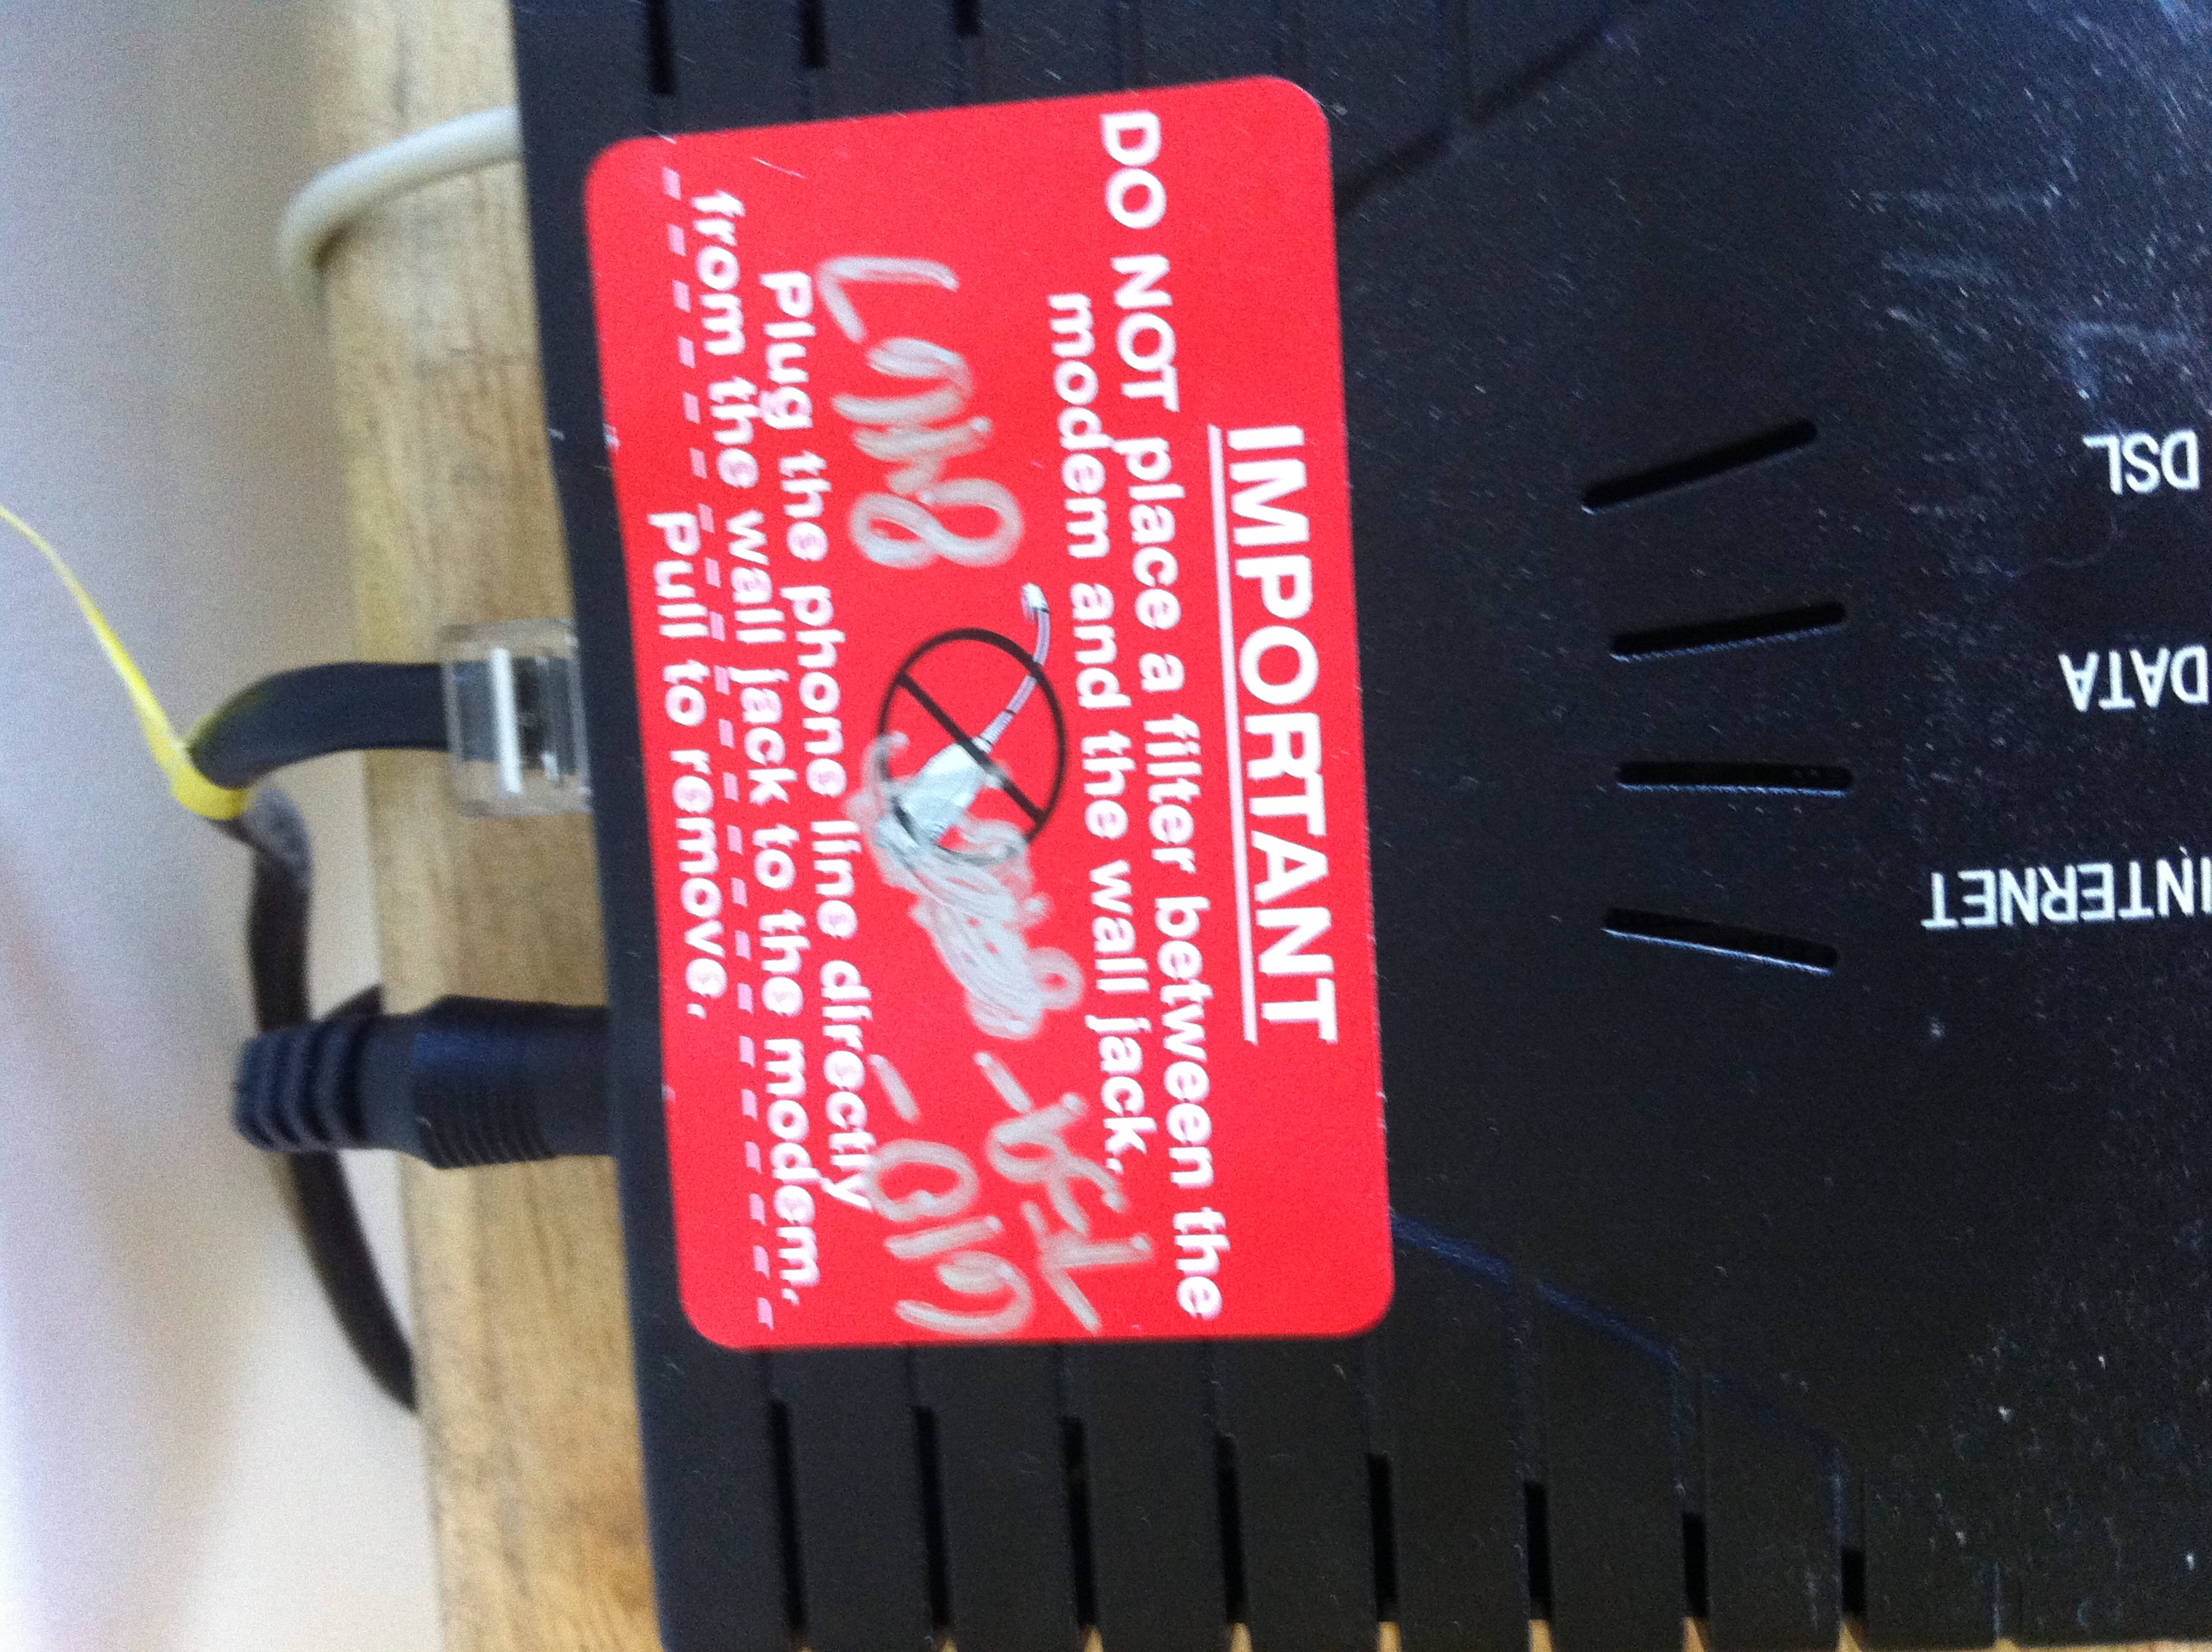 IMPORTANT
DO NOT place a filter between the
modem and the wall jack.
Plug the phone line directly
from the wall jack to the modem.
Pull to remove.
DSL
DATA
INTERNET